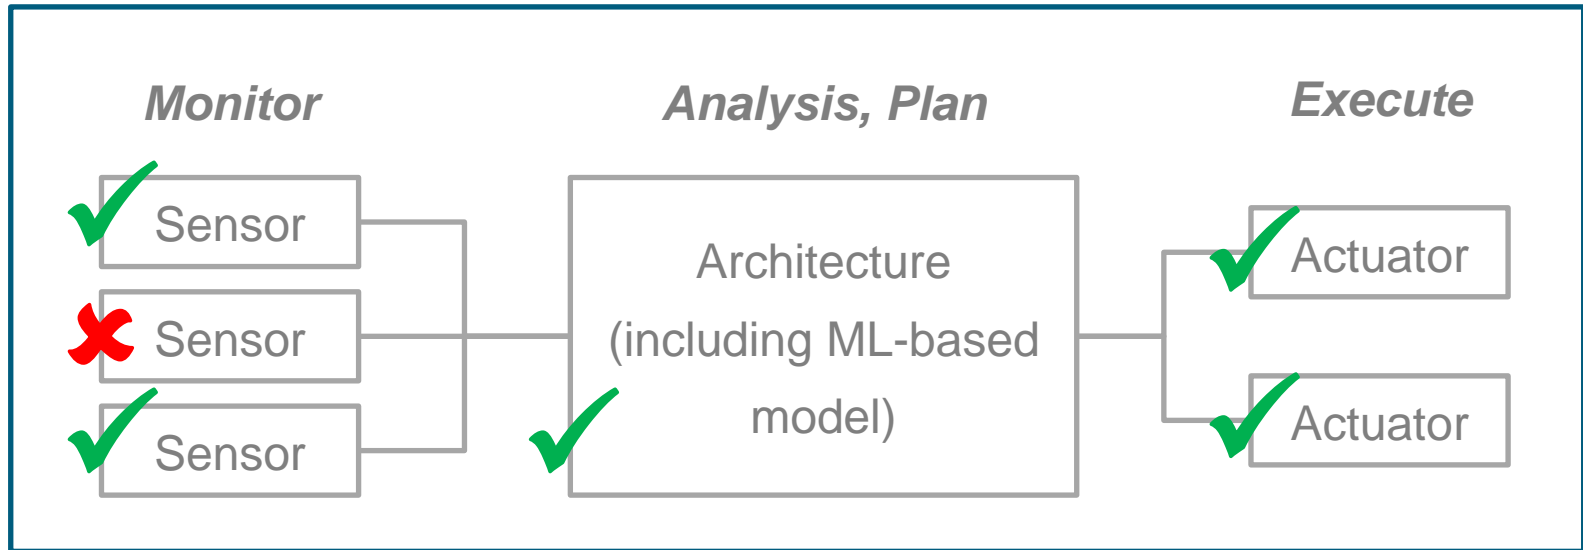 Monitor
Analysis, Plan
Execute
Sensor
Sensor
Sensor
Architecture
(including ML-based
model)
Actuator
Actuator